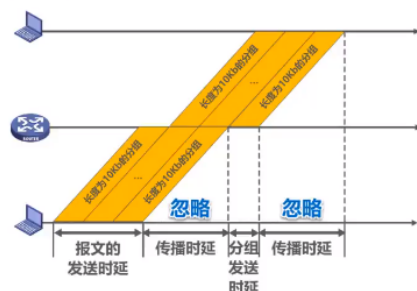 长度为10Kb的分组
...
长度为10Kb的分组
长度为10Kb的分组
...
长度为10Kb的分组
忽略
忽略
报文的
发送时延
传播时延
分组
发送
时延
传播时延